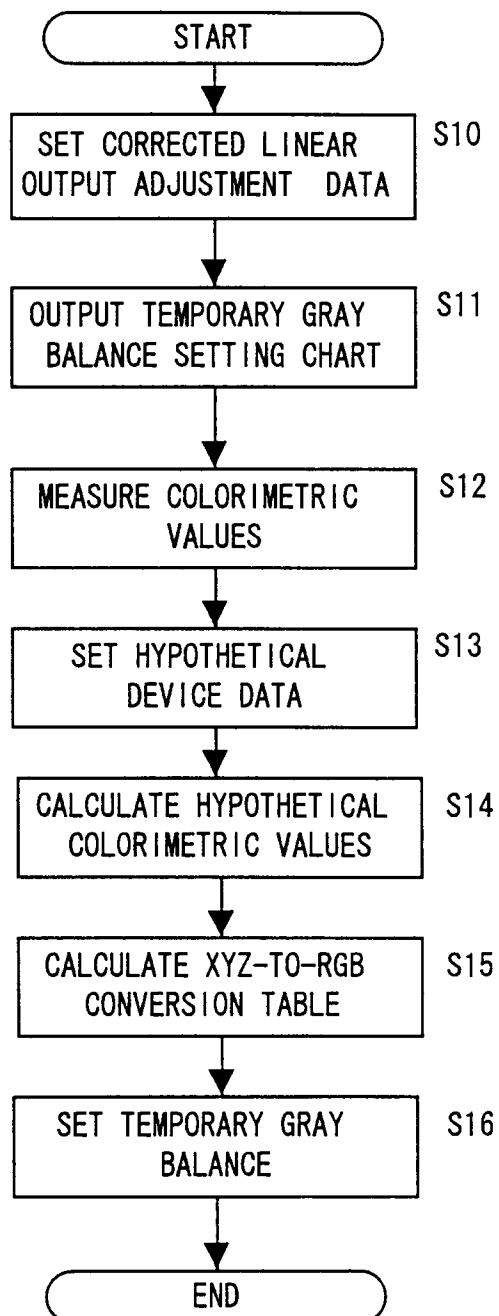 START
S10
SET CORRECTED LINEAR
OUTPUT ADJUSTMENT DATA
S11
OUTPUT TEMPORARY GRAY
BALANCE SETTING CHART
S12
MEASURE COLORIMETRIC
VALUES
S13
SET HYPOTHETICAL
DEVICE DATA
S14
CALCULATE HYPOTHETICAL
COLORIMETRIC VALUES
S15
CALCULATE XYZ-TO-RGB
CONVERSION TABLE
S16
SET TEMPORARY GRAY
BALANCE
END